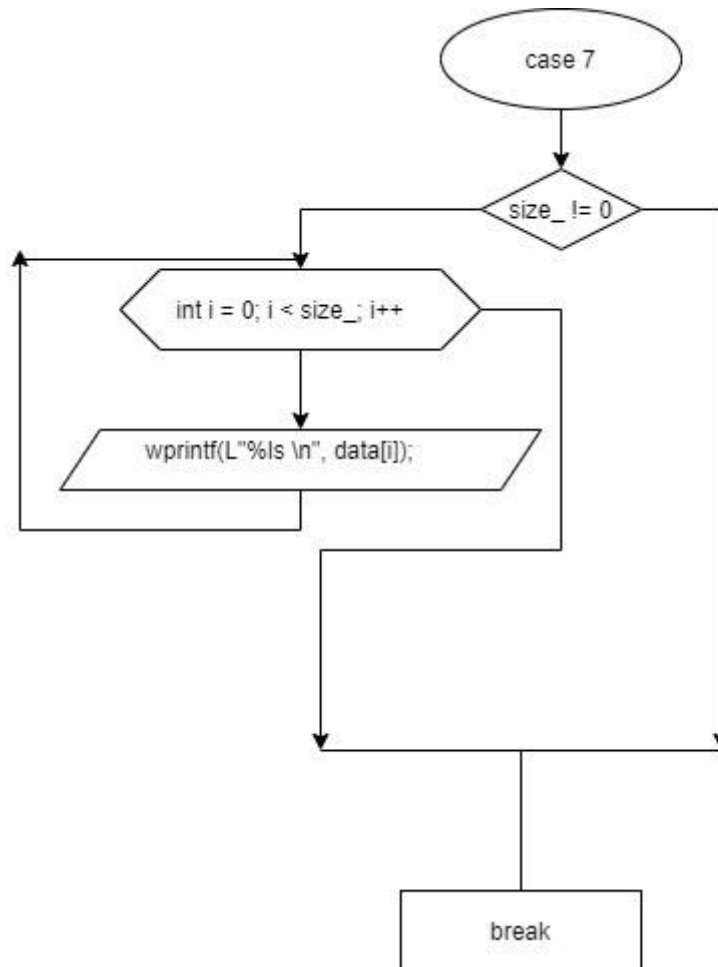 case 7
size_ != 0
int i = 0; i < size_; i++
wprintf(L"%ls \n", data[i]);
break